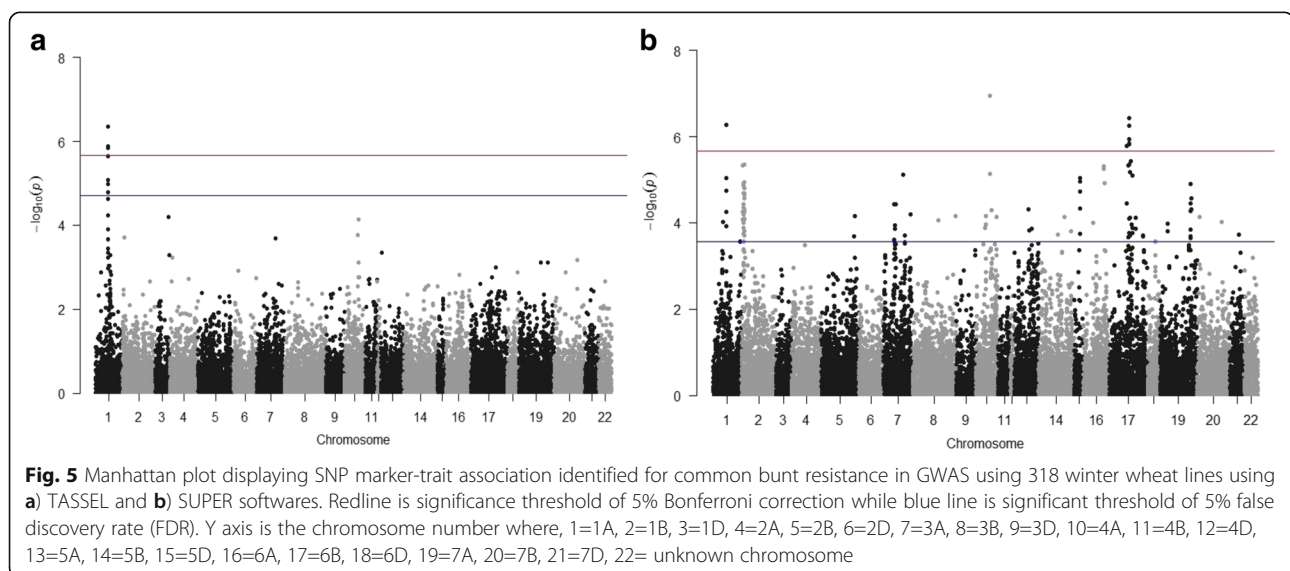 a
8
6
4
2
0
−log₁₀(p)
1 2 3 4 5 6 7 8 9 11 14 16 17 19 20 22
Chromosome
b
8
6
4
2
0
−log₁₀(p)
1 2 3 4 5 6 7 8 9 10 11 12 14 16 17 19 20 22
Chromosome
Fig. 5 Manhattan plot displaying SNP marker-trait association identified for common bunt resistance in GWAS using 318 winter wheat lines using
a) TASSEL and b) SUPER softwares. Redline is significance threshold of 5% Bonferroni correction while blue line is significant threshold of 5% false
discovery rate (FDR). Y axis is the chromosome number where, 1=1A, 2=1B, 3=1D, 4=2A, 5=2B, 6=2D, 7=3A, 8=3B, 9=3D, 10=4A, 11=4B, 12=4D,
13=5A, 14=5B, 15=5D, 16=6A, 17=6B, 18=6D, 19=7A, 20=7B, 21=7D, 22= unknown chromosome